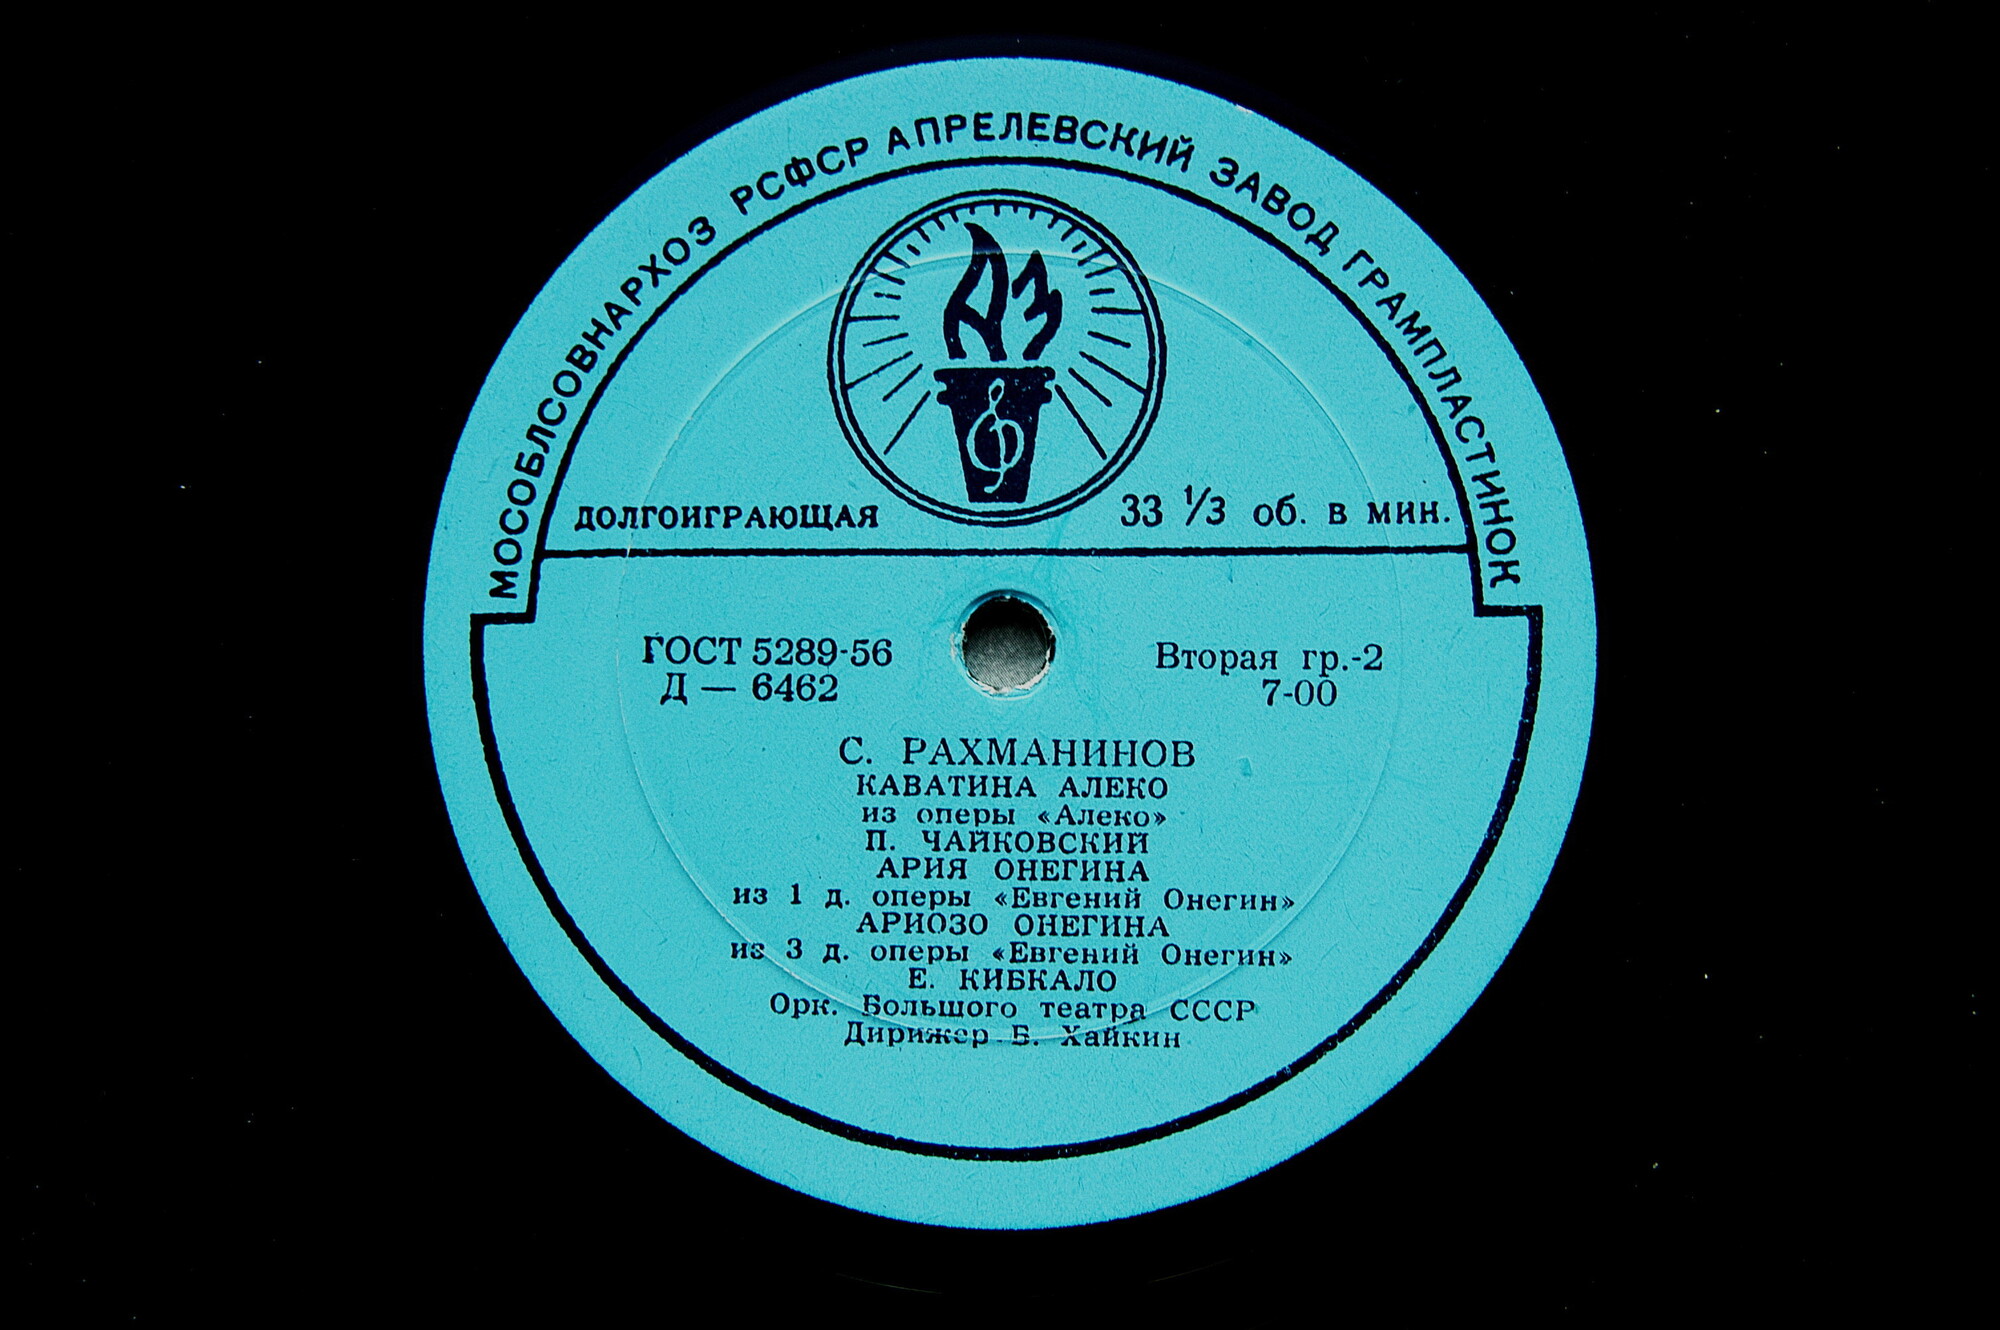 МОСОБЛСОВНАРХОЗ РСФСР АПРЕЛЕВСКИЙ ЗАВОД ГРАМПЛАСТИНОК
АЗ
ДОЛГОИГРАЮЩАЯ
33 1/3 об. в мин.
ГОСТ 5289-56
Д — 6462
Вторая гр.-2
7-00
С. РАХМАНИНОВ
КАВАТИНА АЛЕКО
из оперы «Алеко»
П. ЧАЙКОВСКИЙ
АРИЯ ОНЕГИНА
из 1 д. оперы «Евгений Онегин»
АРИОЗО ОНЕГИНА
из 3 д. оперы «Евгений Онегин»
Е. КИБКАЛО
Орк. Большого театра СССР
Дирижер Б. Хайкин